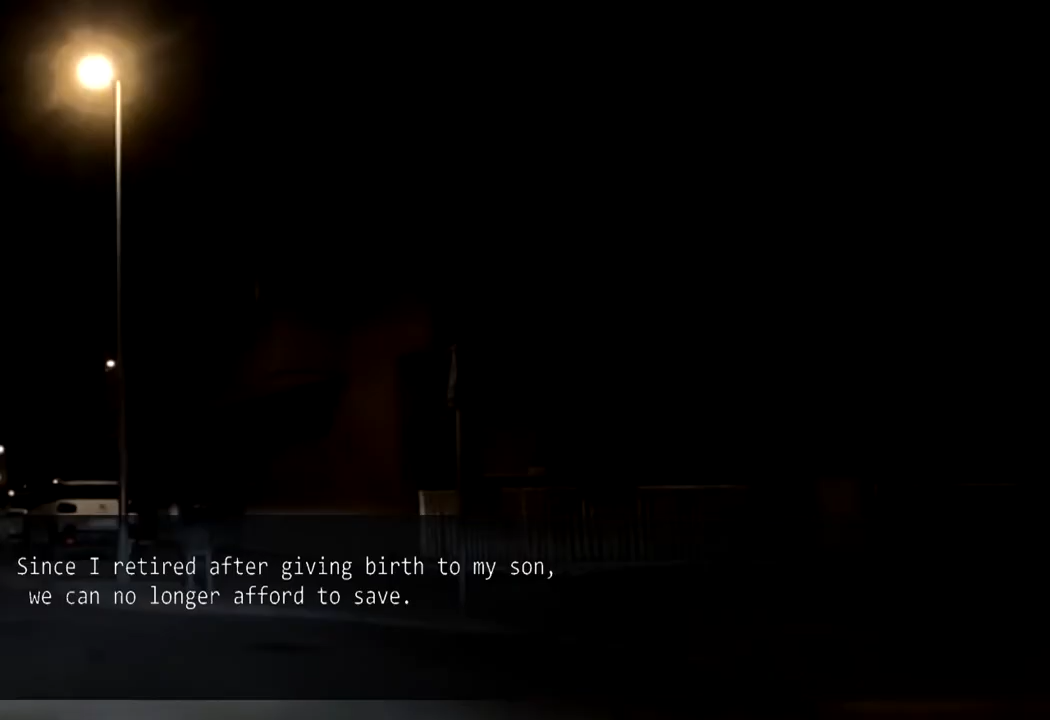 Since I retired after giving birth to my son,
we can no longer afford to save.